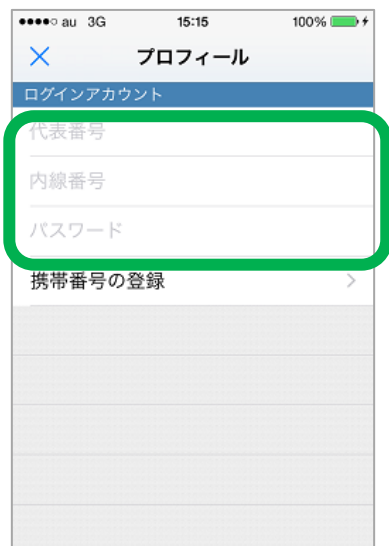 au 3G 15:15 100%
プロフィール
ログインアカウント
代表番号
内線番号
パスワード
携帯番号の登録